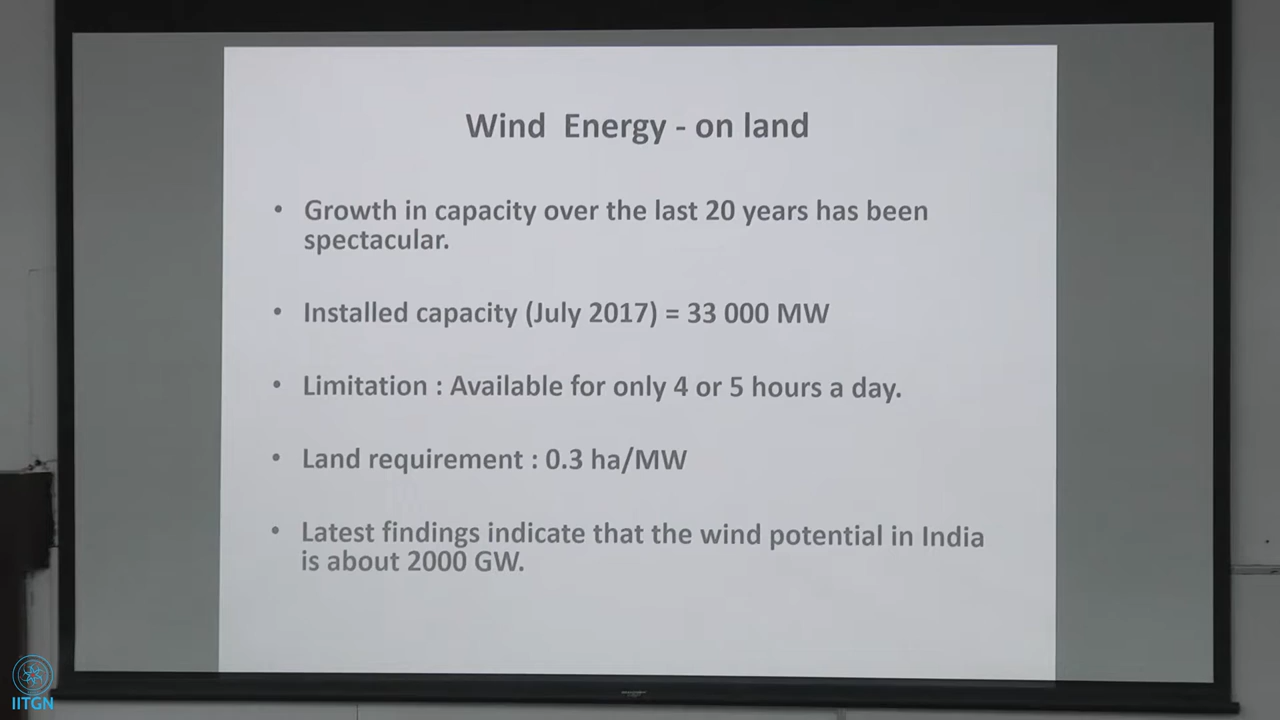 Wind Energy - on land
• Growth in capacity over the last 20 years has been
spectacular.
• Installed capacity (July 2017) = 33 000 MW
• Limitation : Available for only 4 or 5 hours a day.
• Land requirement : 0.3 ha/MW
• Latest findings indicate that the wind potential in India
is about 2000 GW.
IITGN